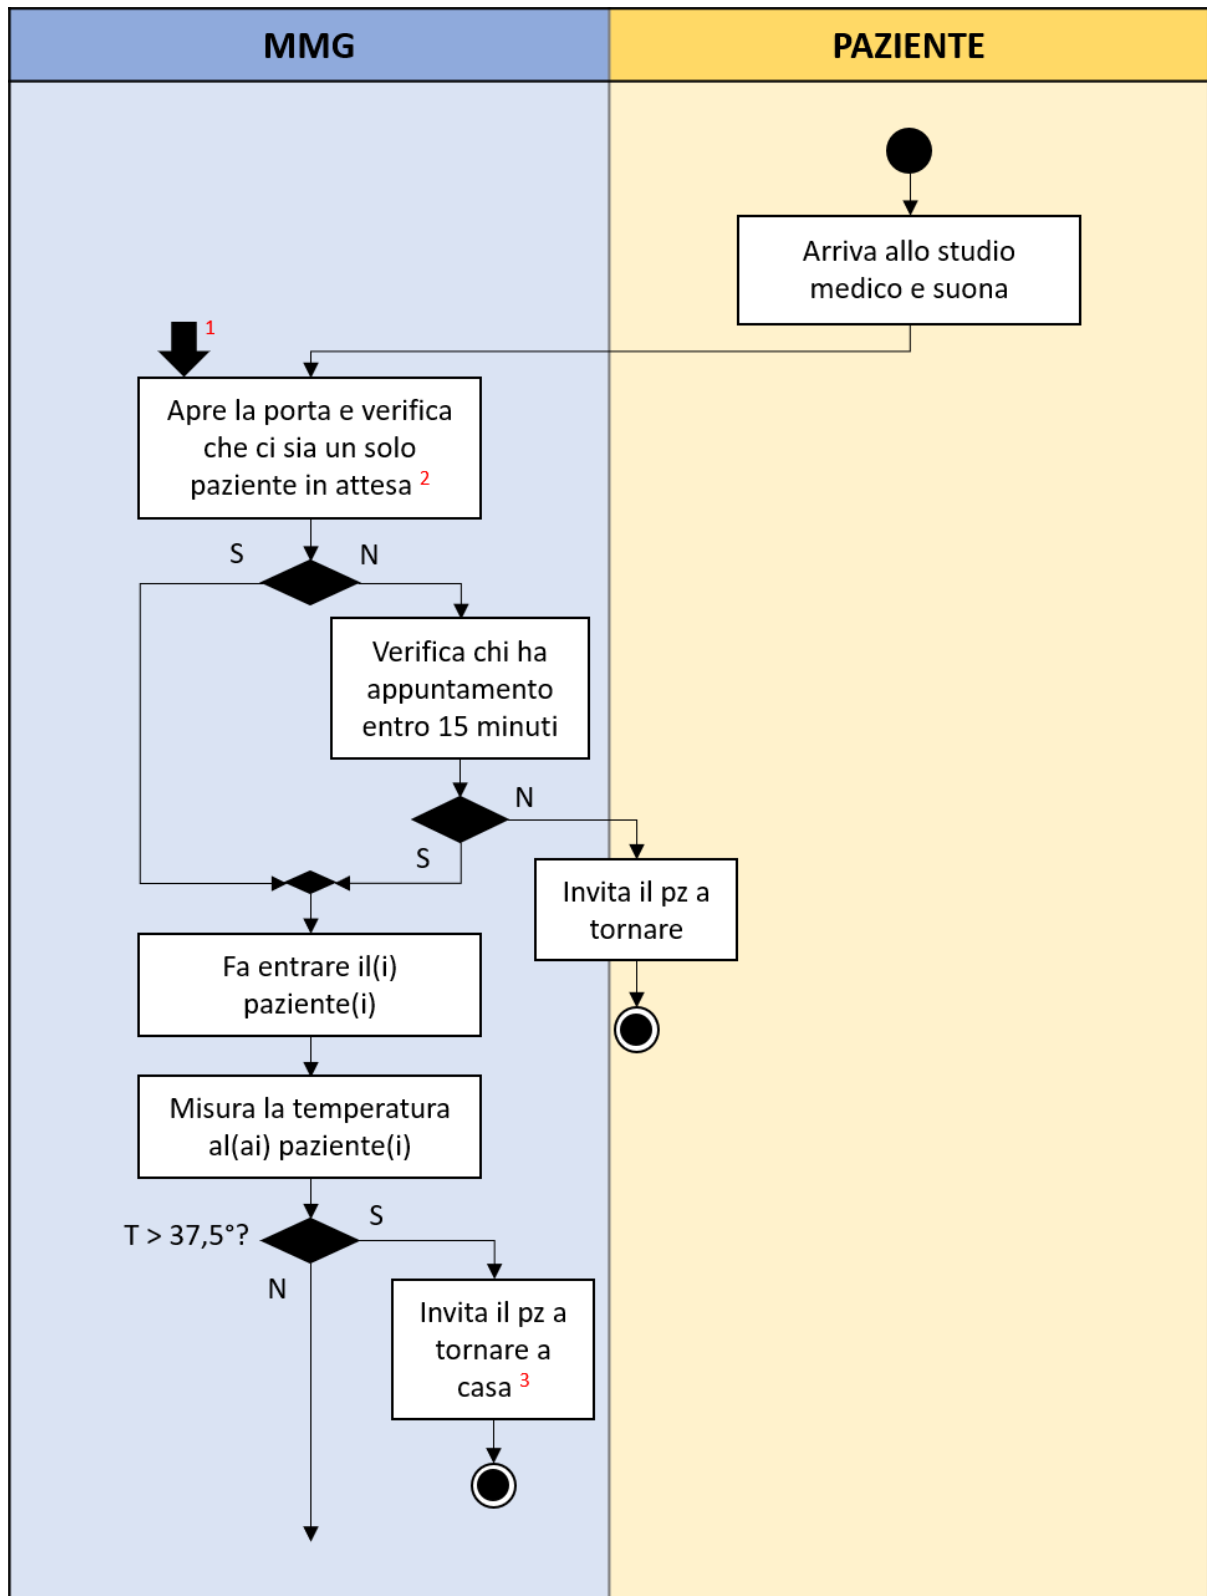 MMG
PAZIENTE
Arriva allo studio
medico e suona
1
Apre la porta e verifica
che ci sia un solo
paziente in attesa 2
S
N
Verifica chi ha
appuntamento
entro 15 minuti
N
S
Invita il pz a
tornare
Fa entrare il(i)
paziente(i)
Misura la temperatura
al(ai) paziente(i)
T > 37,5°?
S
N
Invita il pz a
tornare a
casa 3